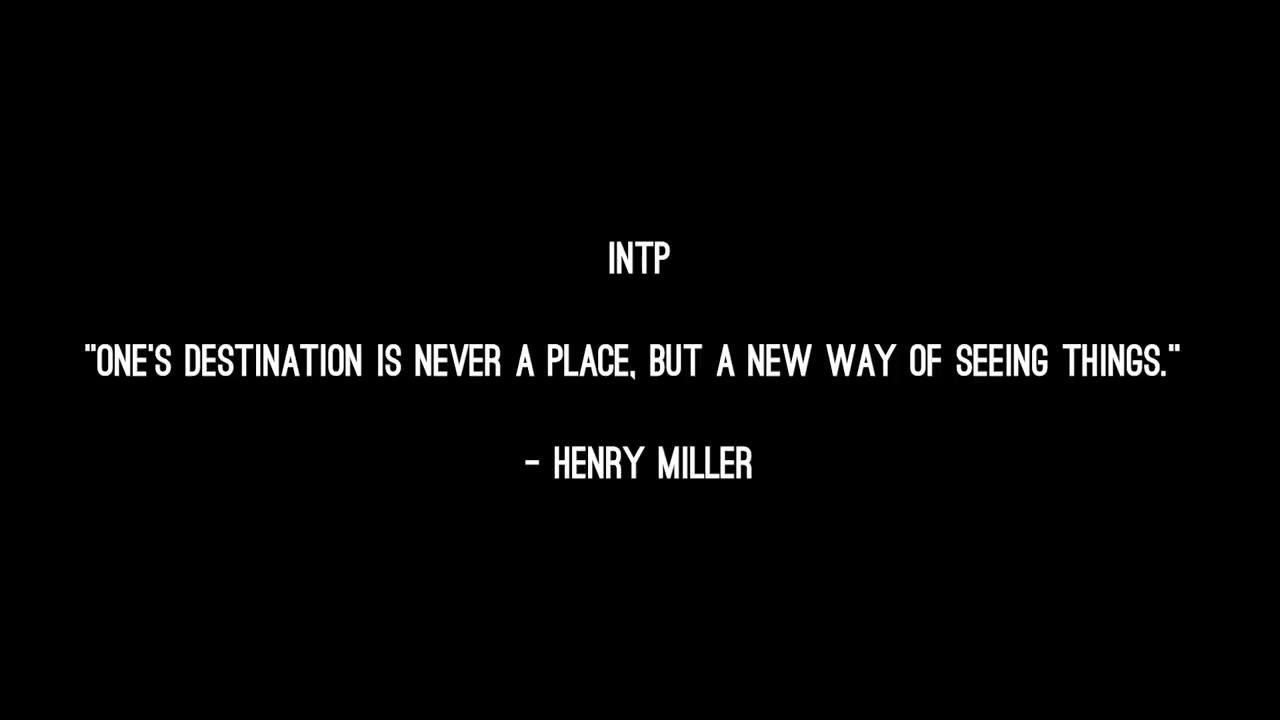 INTP
"ONE'S DESTINATION IS NEVER A PLACE, BUT A NEW WAY OF SEEING THINGS."
- HENRY MILLER